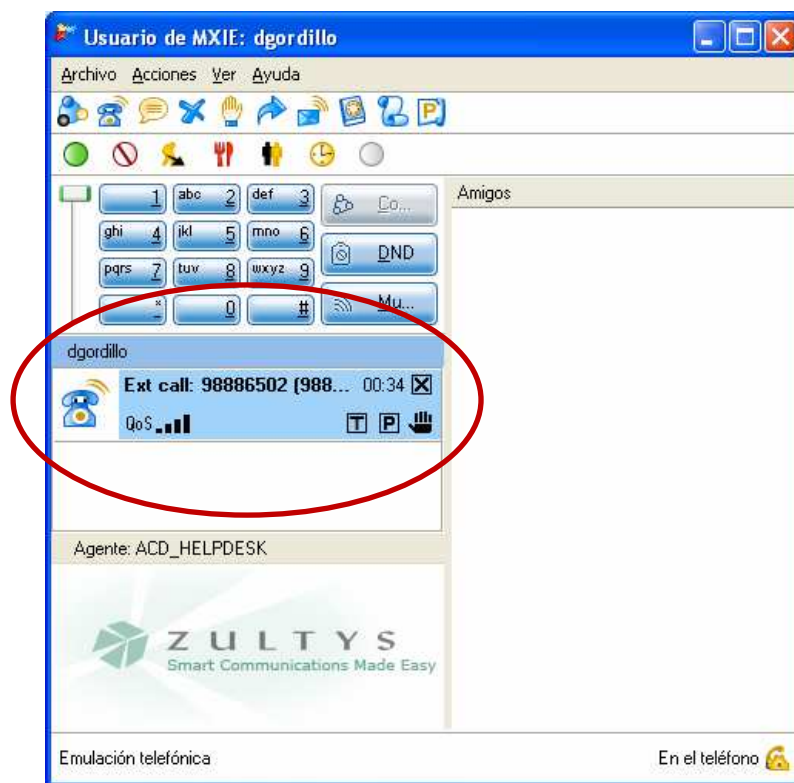 Usuario de MXIE: dgordillo
Archivo Acciones Ver Ayuda
P
1 abc 2 def 3 Co...
ghi 4 jkl 5 mno 6 DND
pqrs 7 tuv 8 wxyz 9
* 0 # Mu...
Amigos
dgordillo
Ext call: 98886502 (988... 00:34
QoS T P
Agente: ACD_HELPDESK
ZULTYS
Smart Communications Made Easy
Emulación telefónica En el teléfono